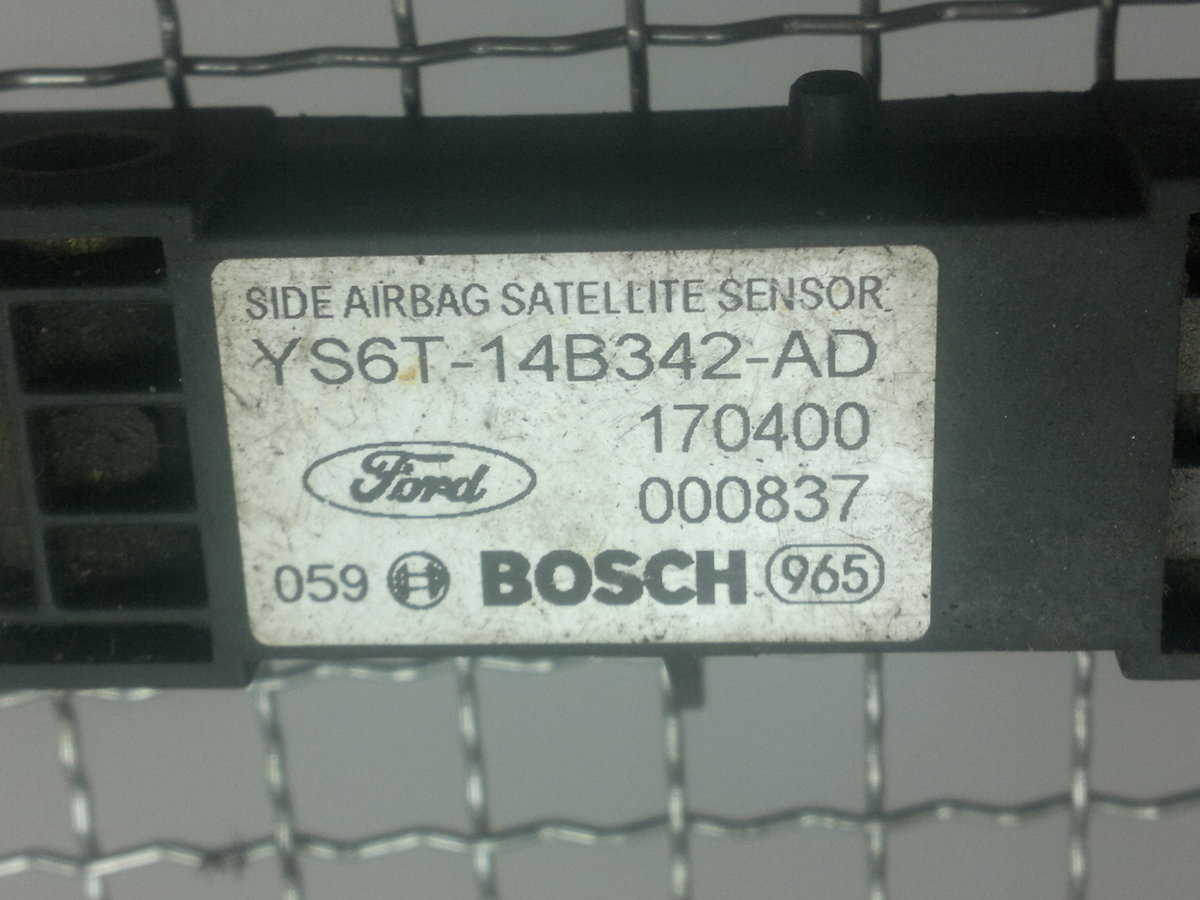 SIDE AIRBAG SATELLITE SENSOR
YS6T-14B342-AD
170400
Ford
000837
059 BOSCH 965